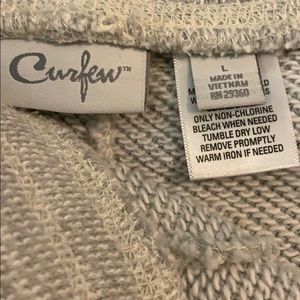 Curfew™
L
MADE IN
VIETNAM
RN 29360
ONLY NON-CHLORINE
BLEACH WHEN NEEDED
TUMBLE DRY LOW
REMOVE PROMPTLY
WARM IRON IF NEEDED